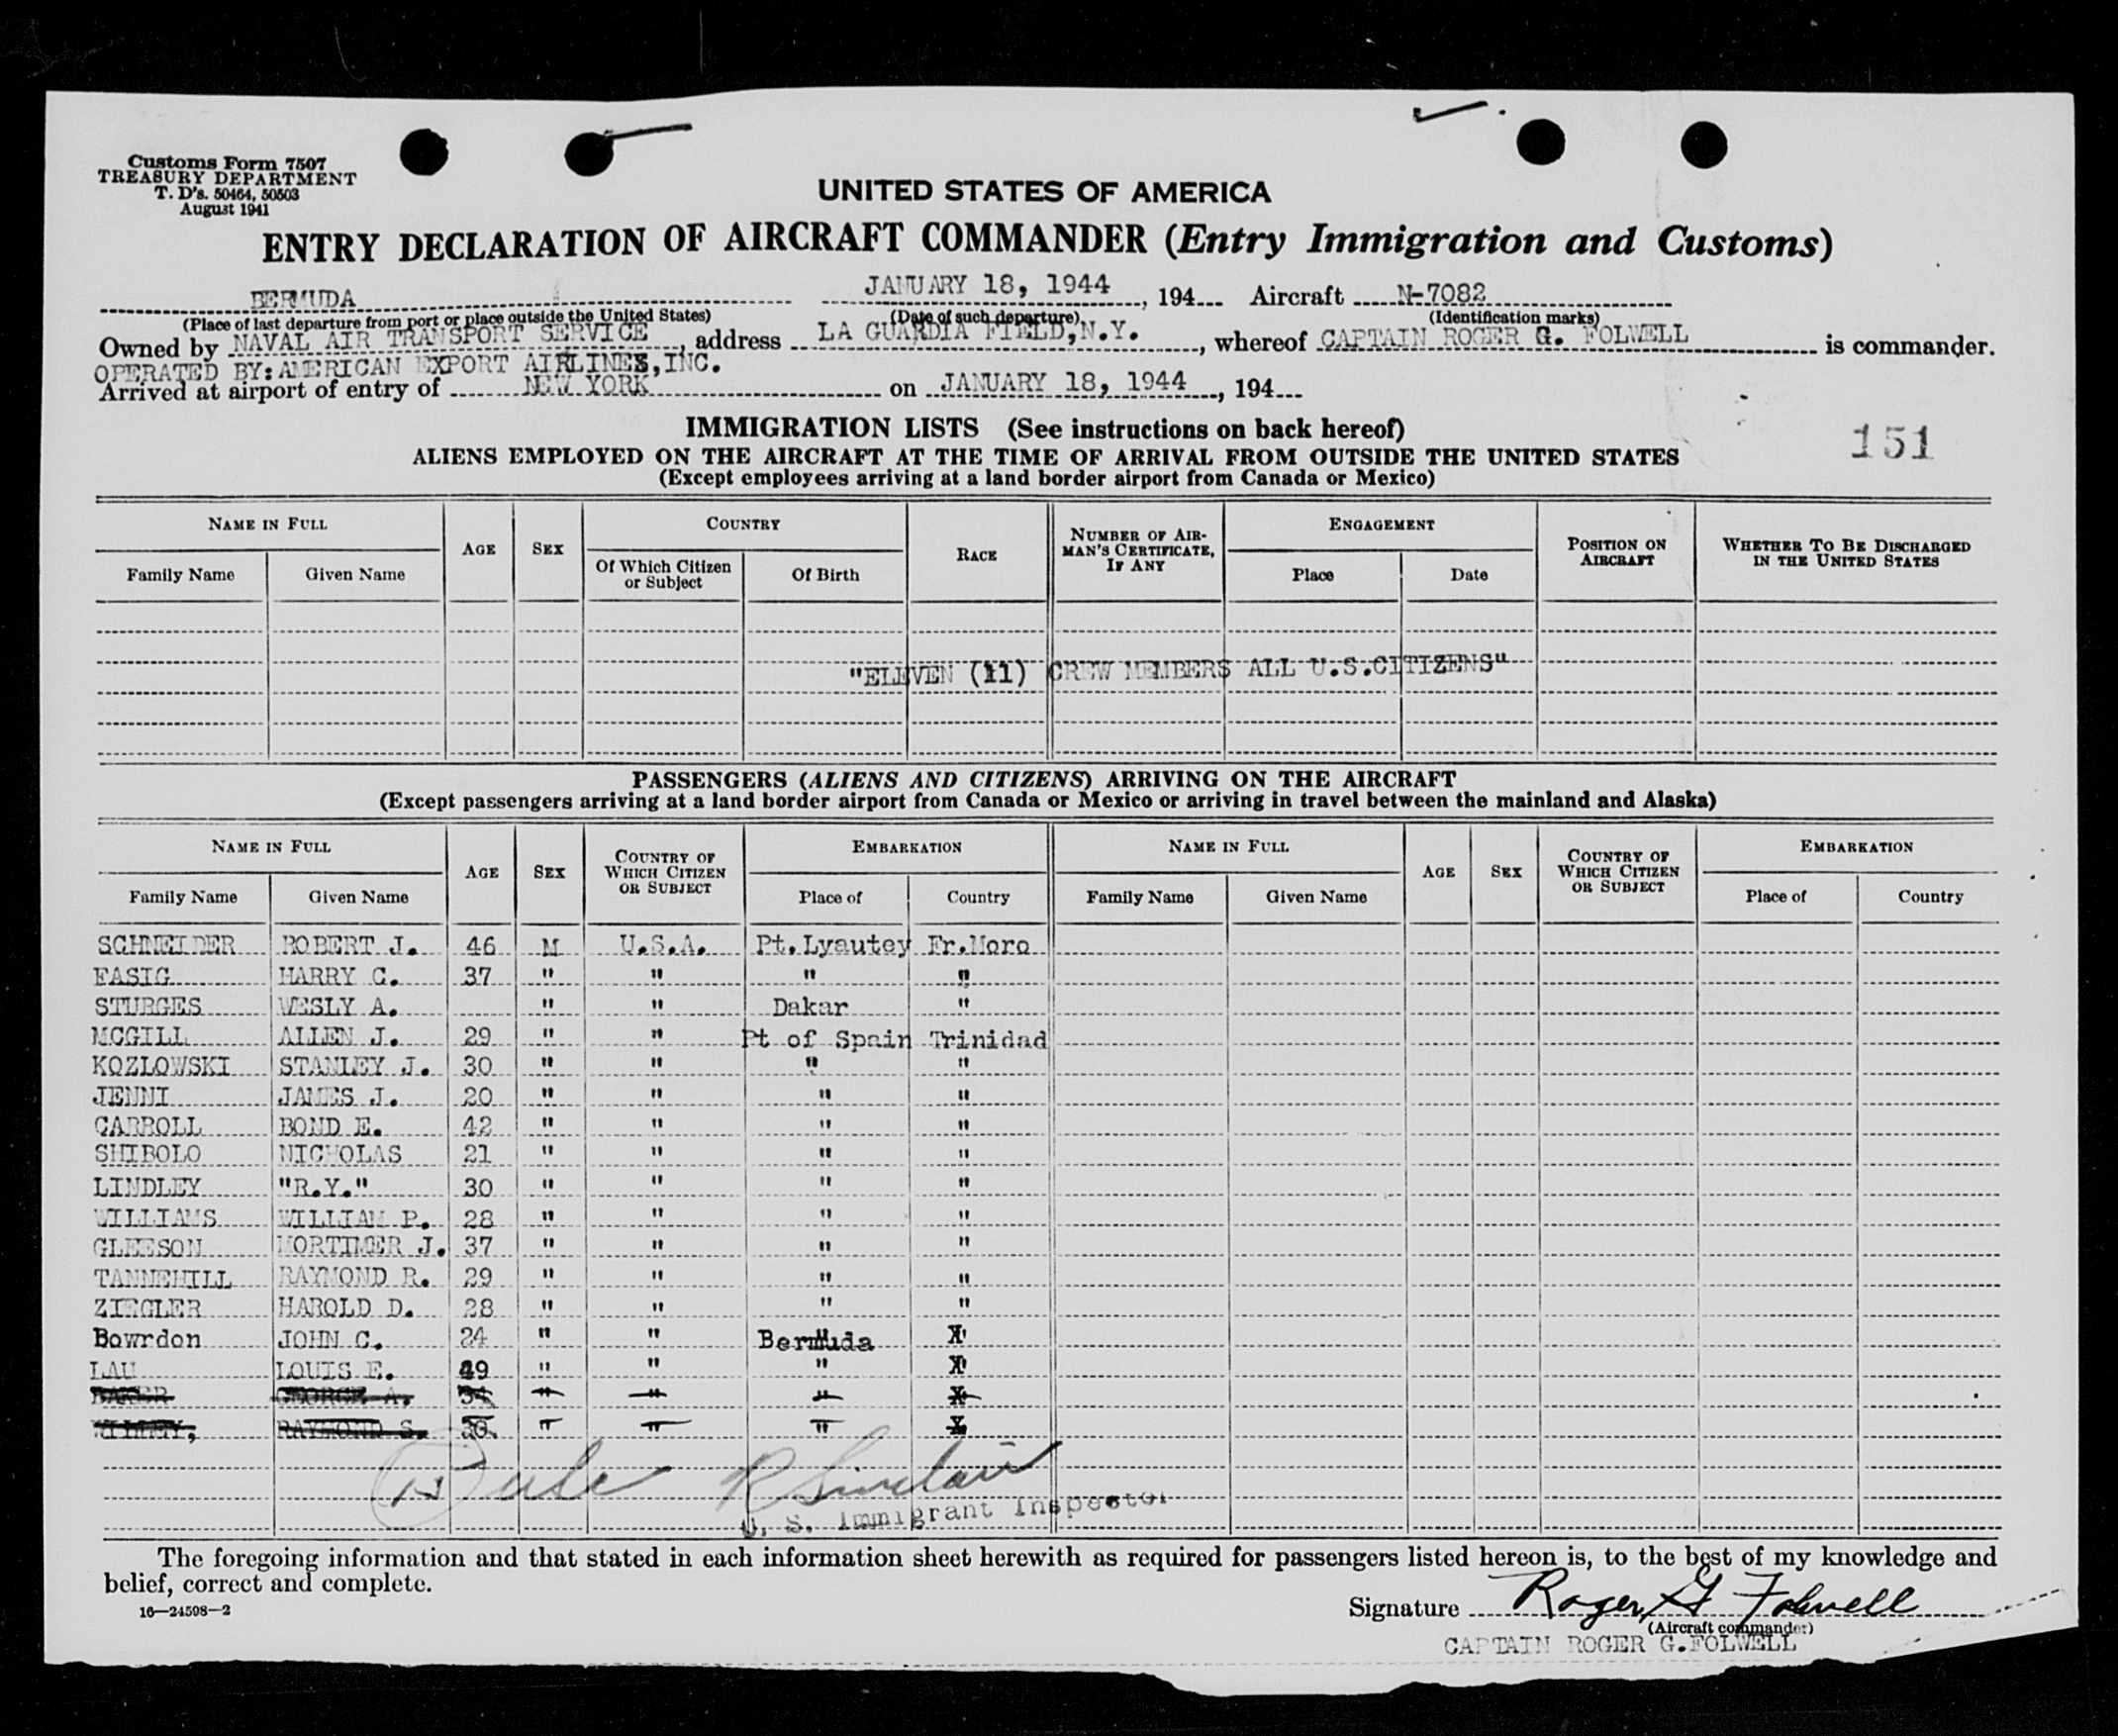 Customs Form 7507
TREASURY DEPARTMENT
T. D's. 50464, 50503
August 1941
UNITED STATES OF AMERICA
ENTRY DECLARATION OF AIRCRAFT COMMANDER (Entry Immigration and Customs)
BERMUDA JANUARY 18, 1944, 194 Aircraft N-7082
(Place of last departure from port or place outside the United States) (Date of such departure) (Identification marks)
Owned by NAVAL AIR TRANSPORT SERVICE, address LA GUARDIA FIELD, N.Y., whereof CAPTAIN ROGER G. FOLWELL is commander.
OPERATED BY: AMERICAN EXPORT AIRLINES, INC.
Arrived at airport of entry of NEW YORK on JANUARY 18, 1944, 194
IMMIGRATION LISTS (See instructions on back hereof)
151
ALIENS EMPLOYED ON THE AIRCRAFT AT THE TIME OF ARRIVAL FROM OUTSIDE THE UNITED STATES
(Except employees arriving at a land border airport from Canada or Mexico)
NAME IN FULL AGE SEX COUNTRY RACE NUMBER OF AIRMAN'S CERTIFICATE, IF ANY ENGAGEMENT POSITION ON AIRCRAFT WHETHER TO BE DISCHARGED IN THE UNITED STATES
Family Name Given Name Of Which Citizen or Subject Of Birth Place Date
"ELEVEN (11) CREW MEMBERS ALL U.S.CITIZENS"
PASSENGERS (ALIENS AND CITIZENS) ARRIVING ON THE AIRCRAFT
(Except passengers arriving at a land border airport from Canada or Mexico or arriving in travel between the mainland and Alaska)
NAME IN FULL AGE SEX COUNTRY OF WHICH CITIZEN OR SUBJECT EMBARKATION NAME IN FULL AGE SEX COUNTRY OF WHICH CITIZEN OR SUBJECT EMBARKATION
Family Name Given Name Place of Country Family Name Given Name Place of Country
SCHNEIDER ROBERT J. 46 M U.S.A. Pt.Lyautey Fr.Moro
EASIG HARRY C. 37 " " " "
STURGES WESLY A. " " Dakar "
MCGILL ALLEN J. 29 " " Pt of Spain Trinidad
KOZLOWSKI STANLEY J. 30 " " " "
JENNI JAMES J. 20 " " " "
CARROLL BOND E. 42 " " " "
SHIBOLO NICHOLAS 21 " " " "
LINDLEY "R.Y." 30 " " " "
WILLIAMS WILLIAM P. 28 " " " "
GLEESON MORTIMER J. 37 " " " "
TANNEHILL RAYMOND R. 29 " " " "
ZIEGLER HAROLD D. 28 " " " "
Bowrdon JOHN C. 24 " " Bermuda X
LAU LOUIS E. 49 " " " X
BAKER GEORGE A. 34 " " " X
RAYMOND S. 30 " " " X
R Sinclair
U. S. Immigrant Inspector
The foregoing information and that stated in each information sheet herewith as required for passengers listed hereon is, to the best of my knowledge and
belief, correct and complete.
16—24598—2
Signature Roger G Folwell
(Aircraft commander)
CAPTAIN ROGER G.FOLWELL